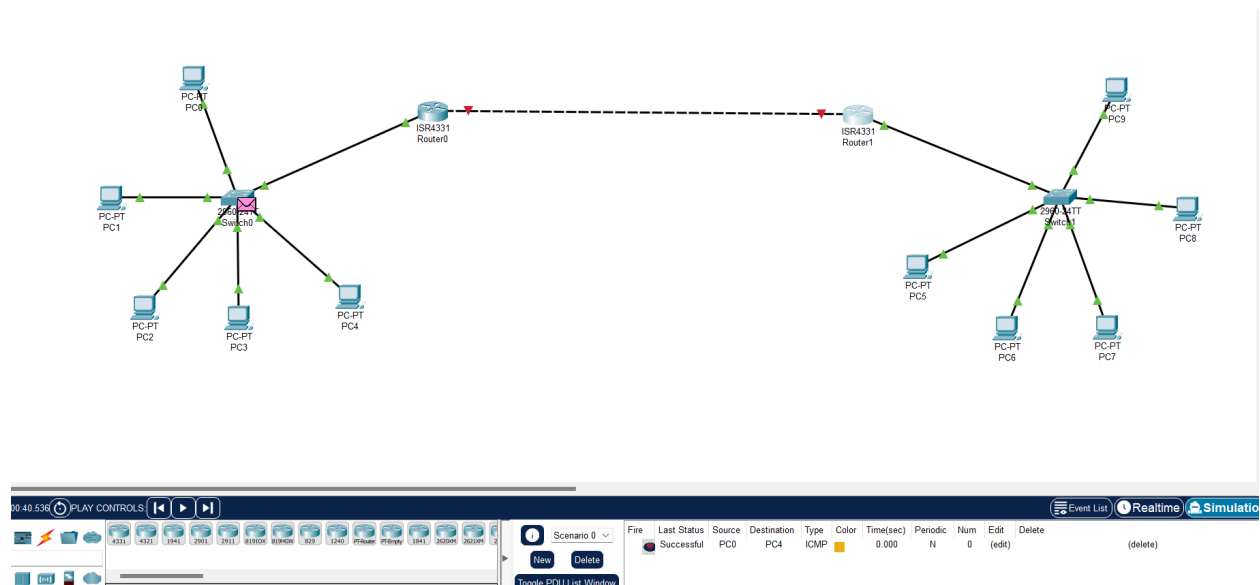 PC-PT
PC0
ISR4331
Router0
ISR4331
Router1
PC-PT
PC9
PC-PT
PC1
2960-24TT
Switch0
2960-24TT
Switch1
PC-PT
PC8
PC-PT
PC2
PC-PT
PC3
PC-PT
PC4
PC-PT
PC5
PC-PT
PC6
PC-PT
PC7
00:40.536 PLAY CONTROLS: Event List Realtime Simulatio
4331 4321 1941 2901 2911 819IOX 819HGW 829 1240 PT-Router PT-Empty 1841 2620XM 2621XM 2
Scenario 0
New Delete
Toggle PDU List Window
Fire Last Status Source Destination Type Color Time(sec) Periodic Num Edit Delete
Successful PC0 PC4 ICMP 0.000 N 0 (edit) (delete)